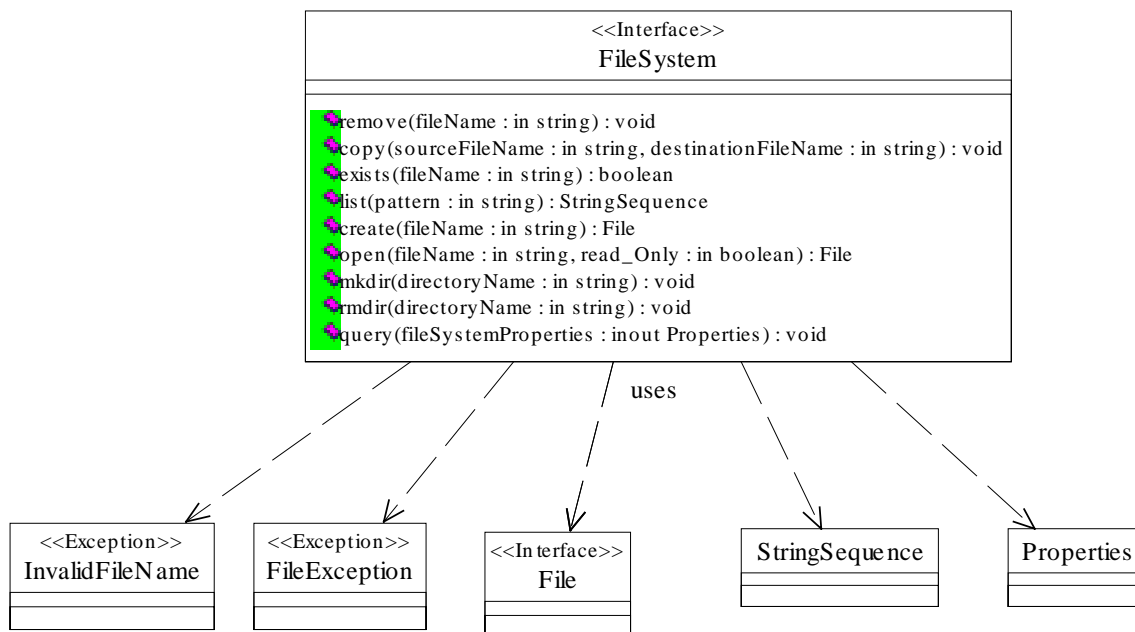 <<Interface>>
FileSystem
remove(fileName : in string) : void
copy(sourceFileName : in string, destinationFileName : in string) : void
exists(fileName : in string) : boolean
list(pattern : in string) : StringSequence
create(fileName : in string) : File
open(fileName : in string, read_Only : in boolean) : File
mkdir(directoryName : in string) : void
rmdir(directoryName : in string) : void
query(fileSystemProperties : inout Properties) : void
uses
<<Exception>>
InvalidFileName
<<Exception>>
FileException
<<Interface>>
File
StringSequence
Properties